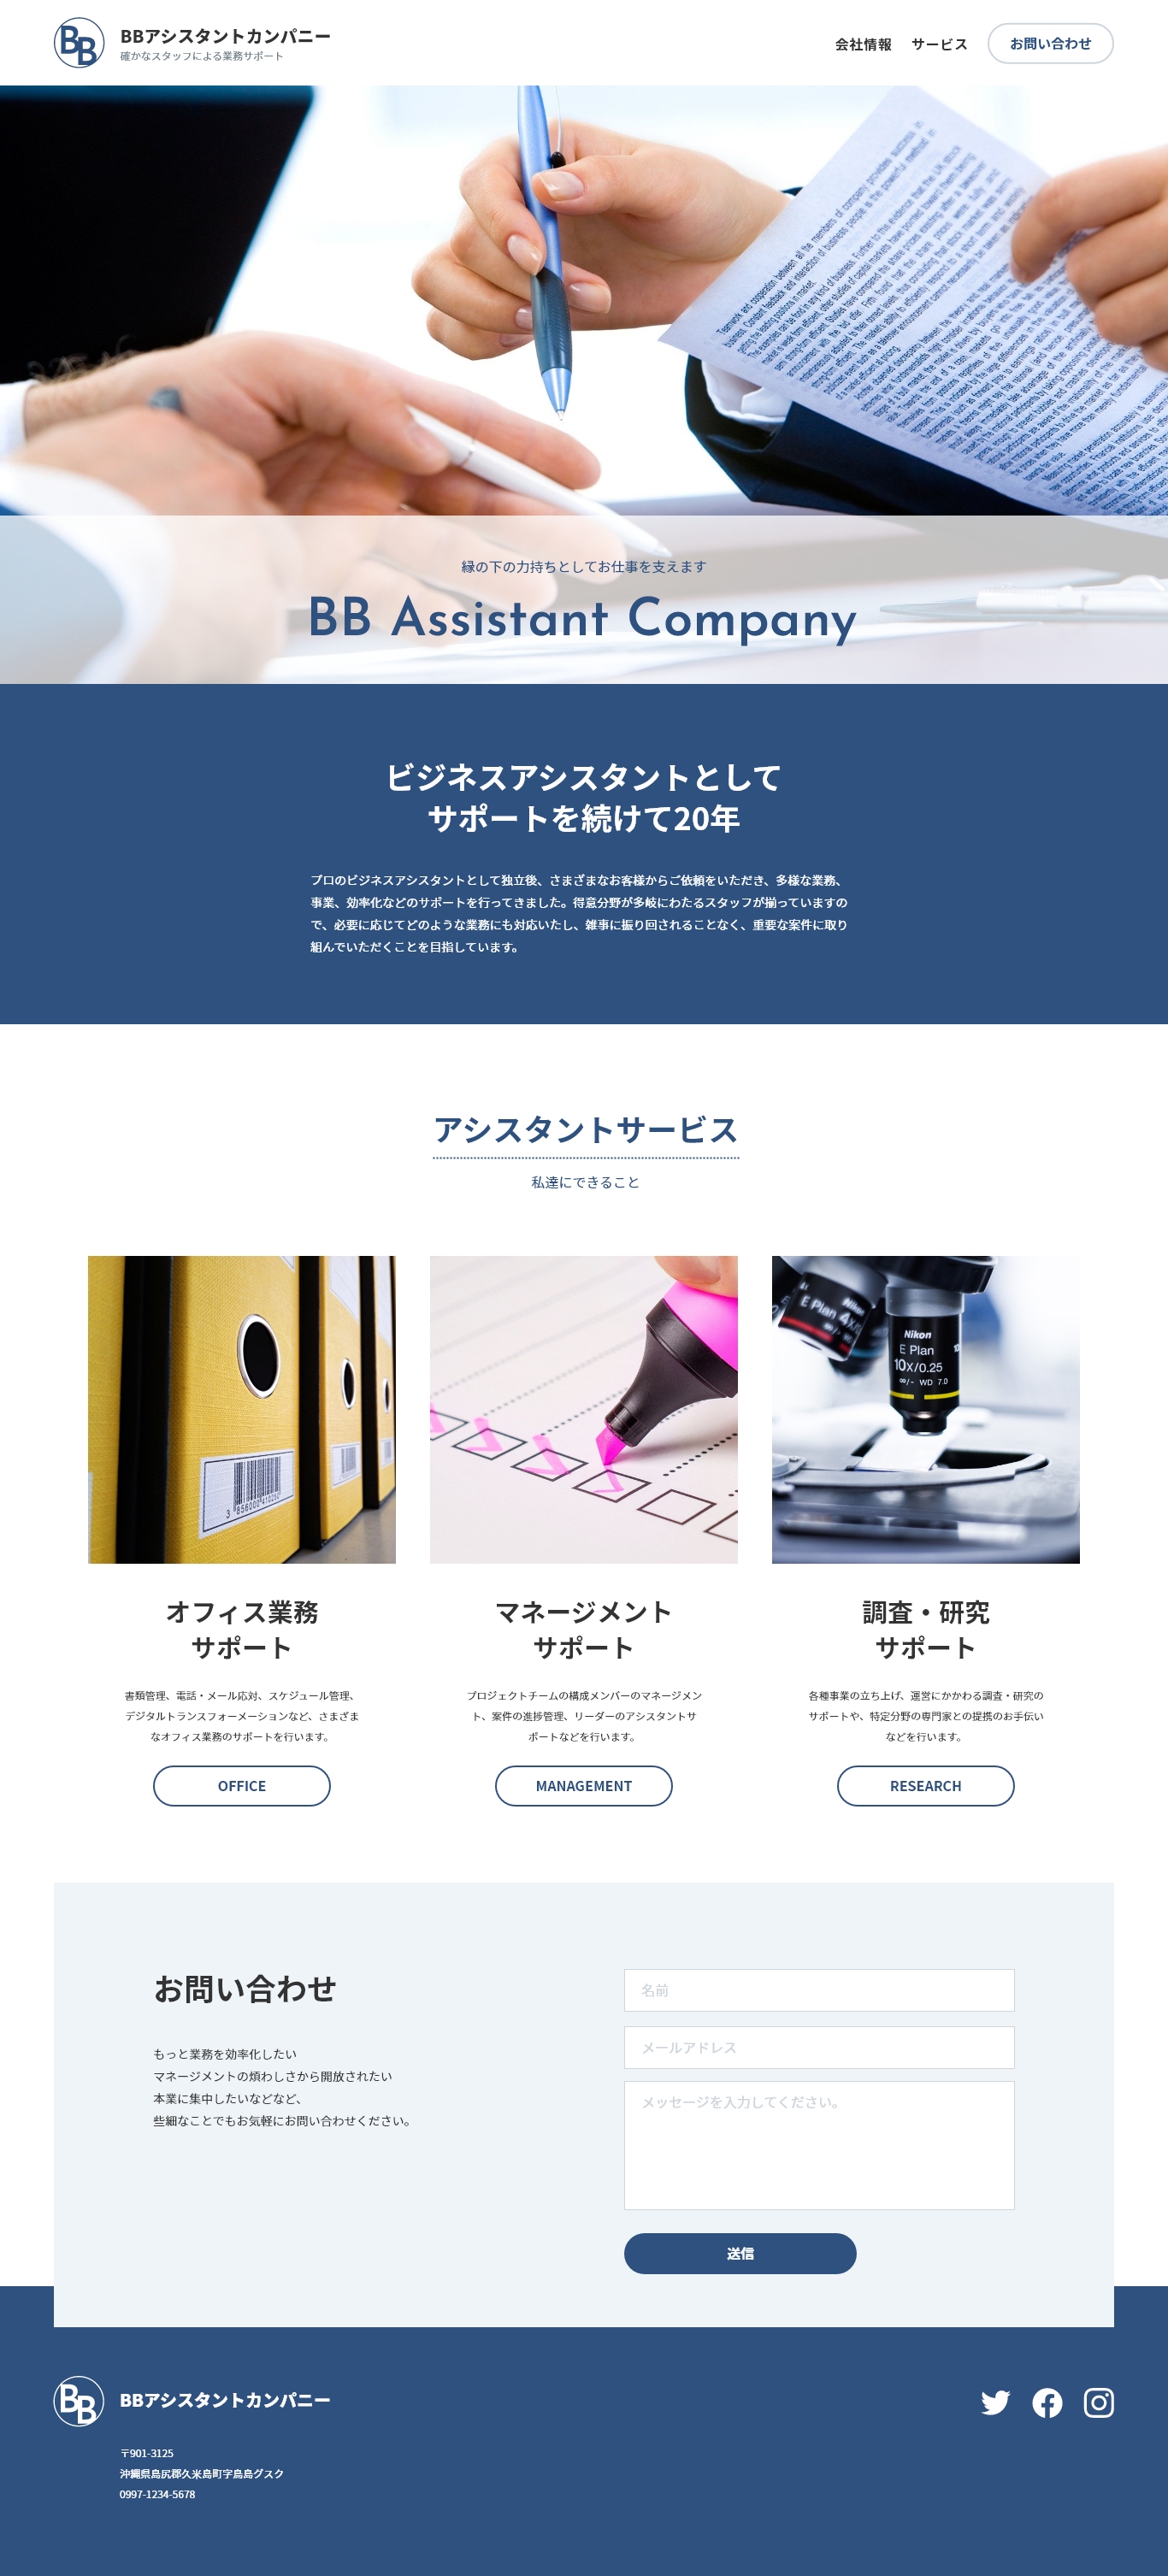 BB
BBアシスタントカンパニー
確かなスタッフによる業務サポート
会社情報
サービス
お問い合わせ
縁の下の力持ちとしてお仕事を支えます
BB Assistant Company
ビジネスアシスタントとして
サポートを続けて20年
プロのビジネスアシスタントとして独立後、さまざまなお客様からご依頼をいただき、多様な業務、
事業、効率化などのサポートを行ってきました。得意分野が多岐にわたるスタッフが揃っていますの
で、必要に応じてどのような業務にも対応いたし、雑事に振り回されることなく、重要な案件に取り
組んでいただくことを目指しています。
アシスタントサービス
私達にできること
E Plan 4X
Nikon
E Plan
10X/0.25
∞/- WD 7.0
オフィス業務
サポート
書類管理、電話・メール応対、スケジュール管理、
デジタルトランスフォーメーションなど、さまざま
なオフィス業務のサポートを行います。
OFFICE
マネージメント
サポート
プロジェクトチームの構成メンバーのマネージメン
ト、案件の進捗管理、リーダーのアシスタントサ
ポートなどを行います。
MANAGEMENT
調査・研究
サポート
各種事業の立ち上げ、運営にかかわる調査・研究の
サポートや、特定分野の専門家との提携のお手伝い
などを行います。
RESEARCH
お問い合わせ
もっと業務を効率化したい
マネージメントの煩わしさから開放されたい
本業に集中したいなどなど、
些細なことでもお気軽にお問い合わせください。
名前
メールアドレス
メッセージを入力してください。
送信
BB
BBアシスタントカンパニー
〒901-3125
沖縄県島尻郡久米島町字鳥島グスク
0997-1234-5678